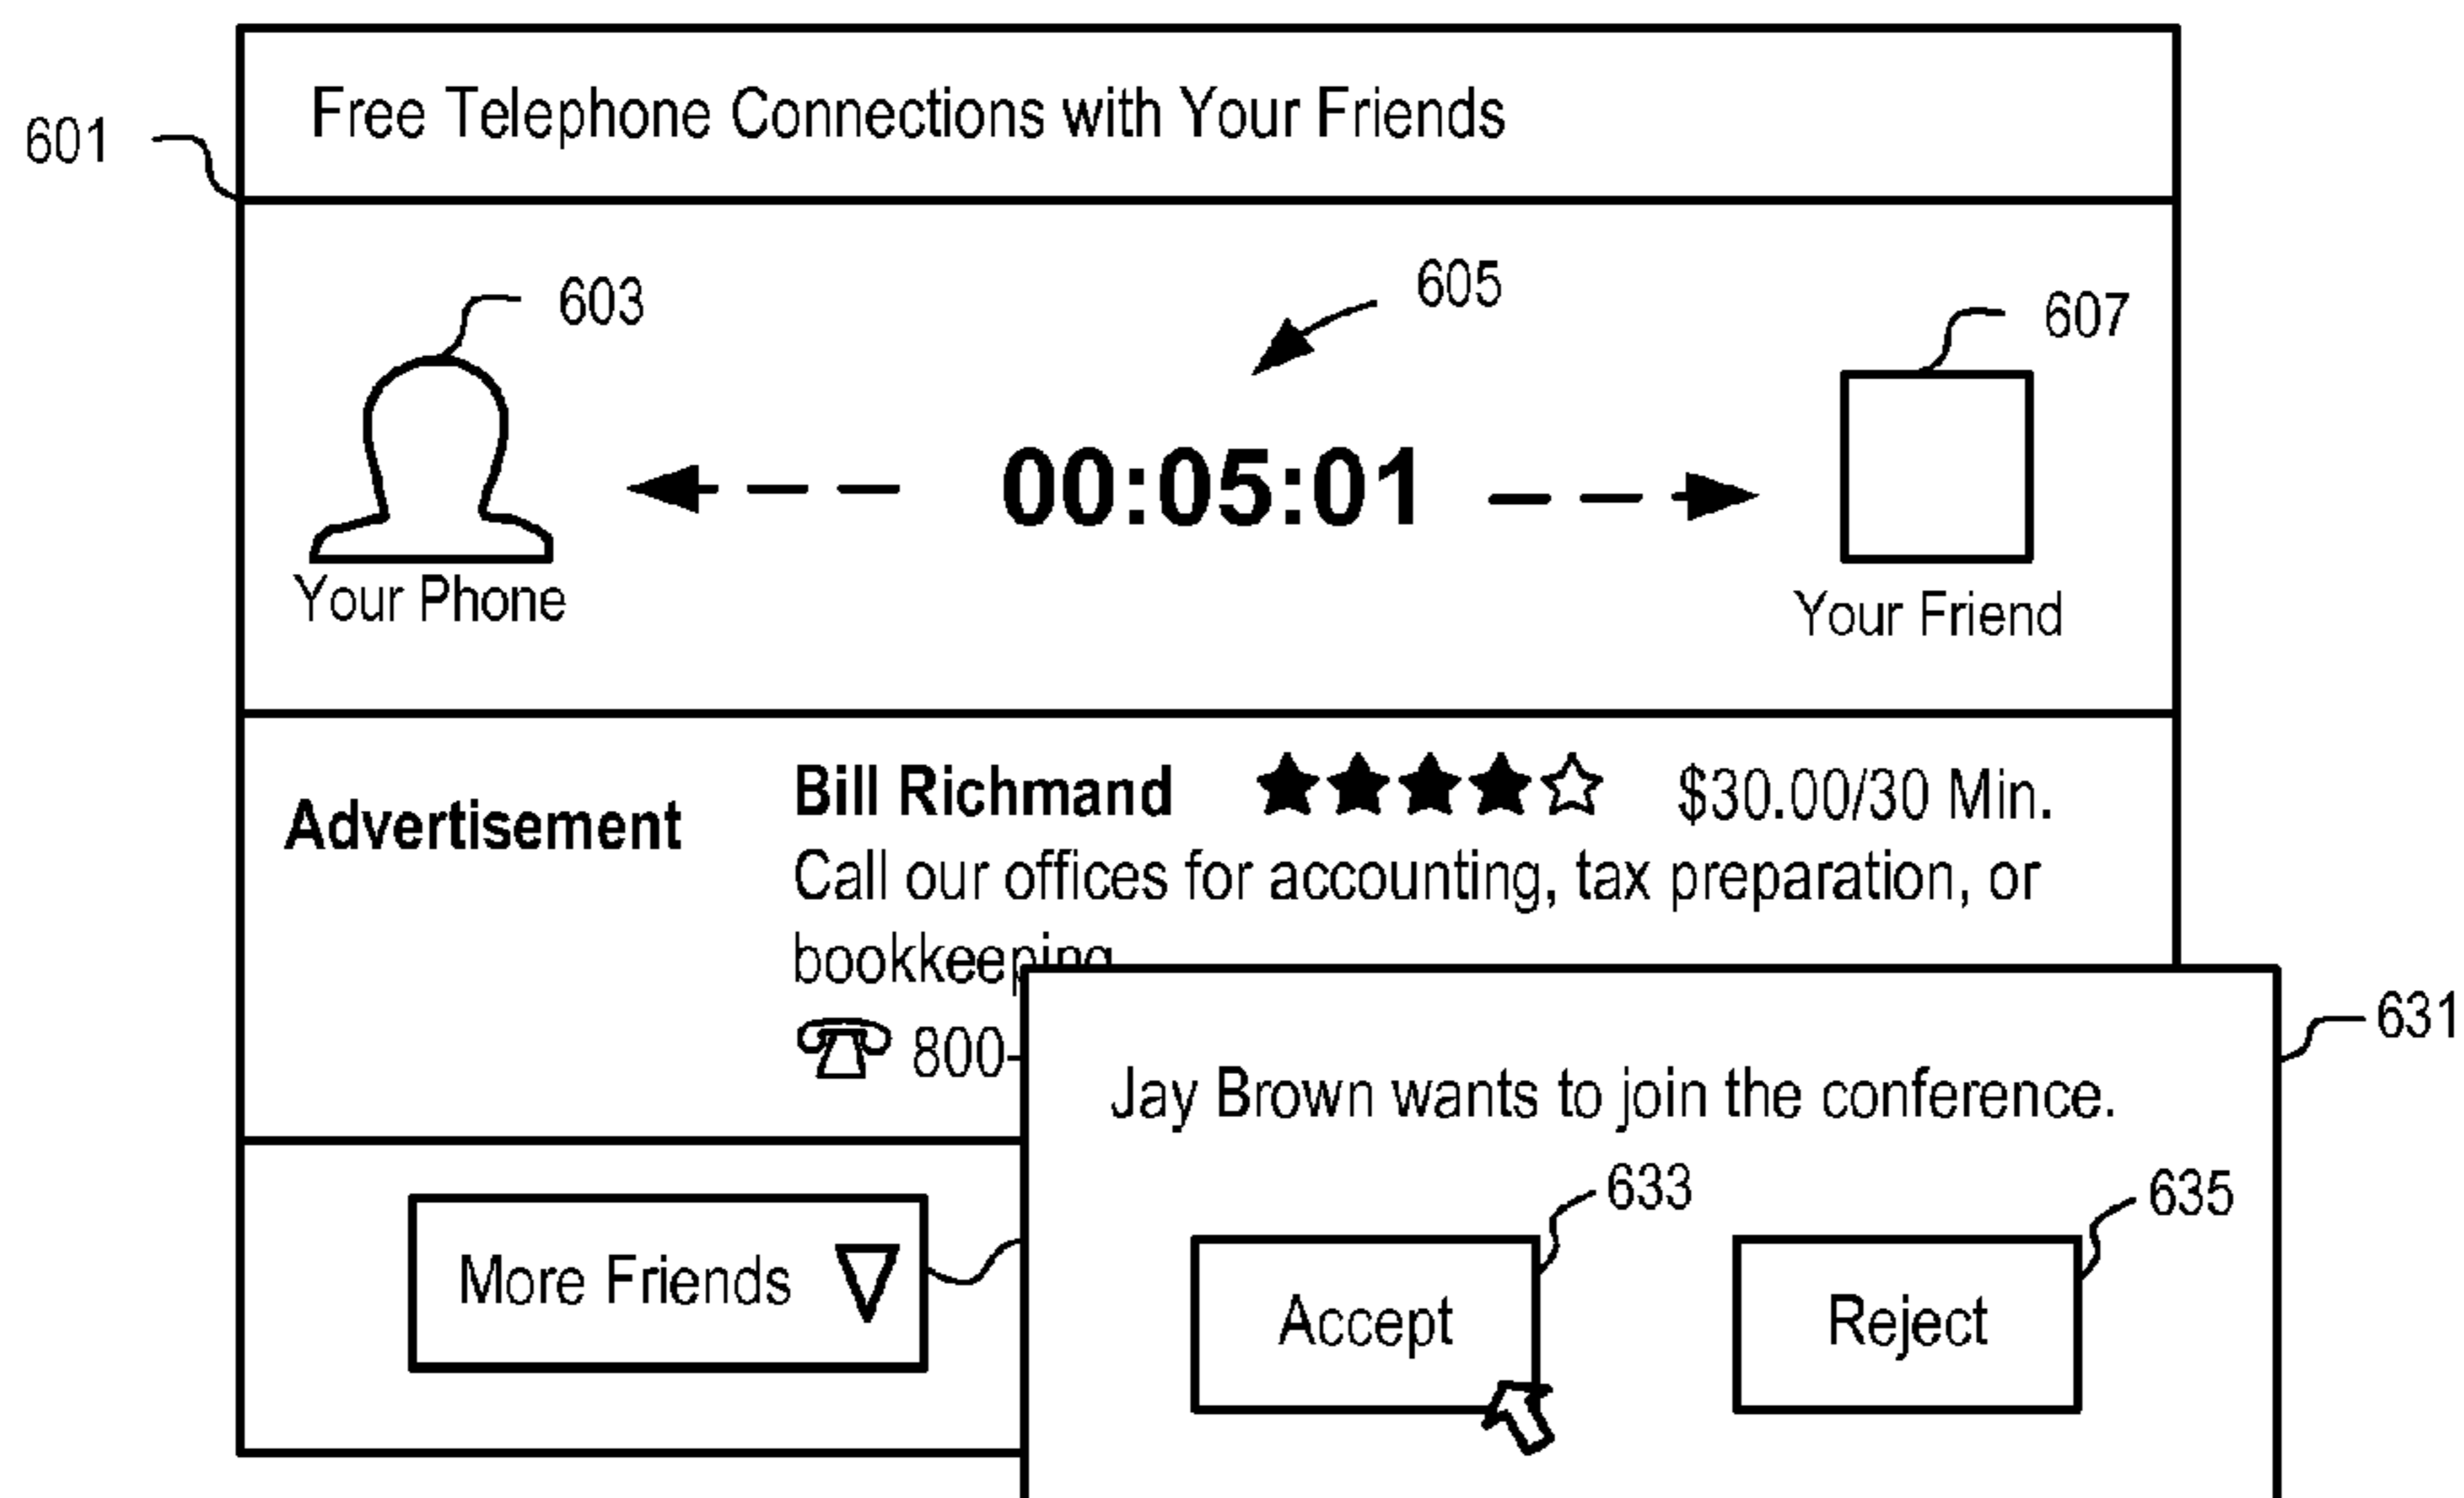 Free Telephone Connections with Your Friends
601
605
603
607
00:05:01
Your Phone
Your Friend
Bill Richmand $30.00/30 Min.
Advertisement
Call our offices for accounting, tax preparation, or
bookkeeping
800-
631
Jay Brown wants to join the conference.
633
635
More Friends
Accept
Reject